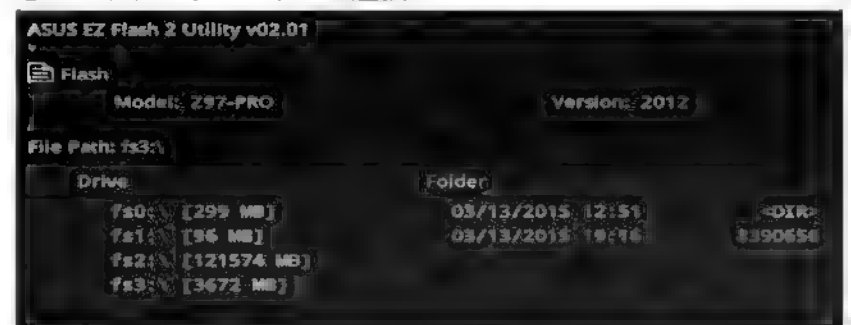 ASUS EZ Flash 2 Utility v02.01
Flash
Model: Z97-PRO Version: 2012
File Path: fs3:\
Drive Folder
fs0:\ [299 MB] 03/13/2015 12:51 <DIR>
fs1:\ [96 MB] 03/13/2015 19:16 8390656
fs2:\ [121574 MB]
fs3:\ [3672 MB]